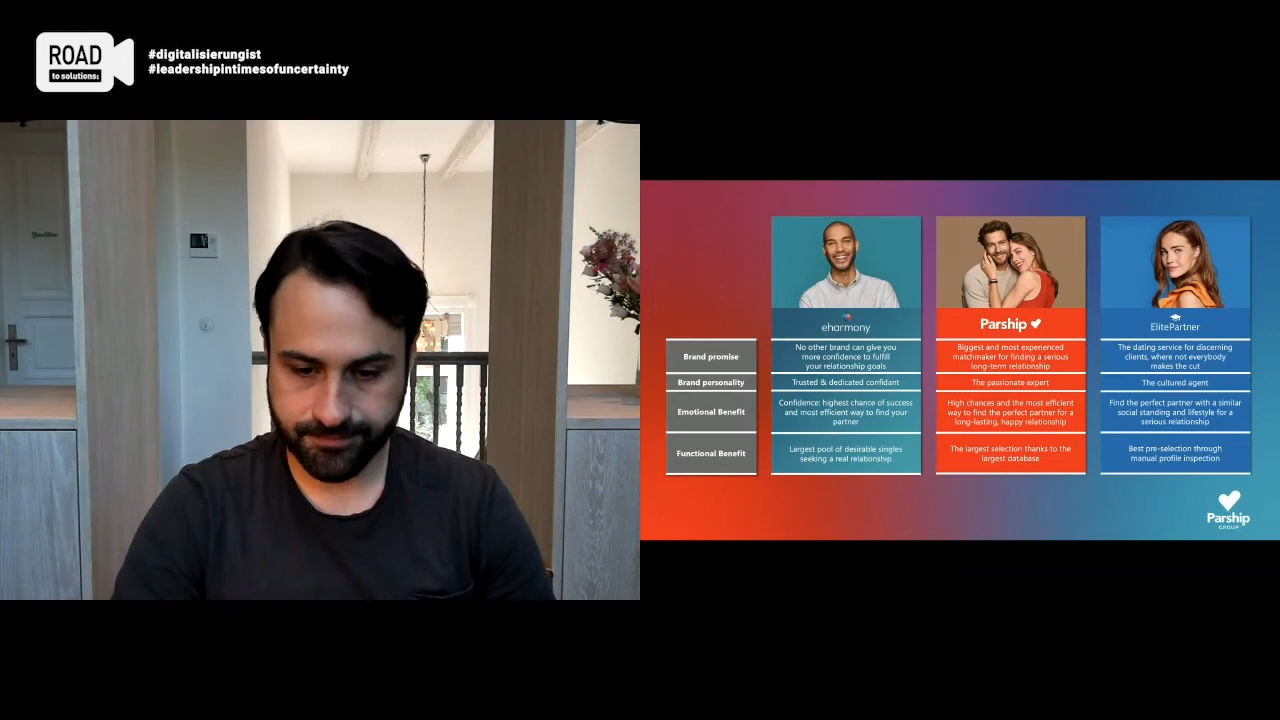 ROAD
to solutions:
#digitalisierungist
#leadershipintimesofuncertainty
eharmony
Parship
ElitePartner
Brand promise
No other brand can give you
more confidence to fulfill
your relationship goals
Biggest and most experienced
matchmaker for finding a serious
long-term relationship
The dating service for discerning
clients, where not everybody
makes the cut
Brand personality
Trusted & dedicated confidant
The passionate expert
The cultured agent
Emotional Benefit
Confidence: highest chance of success
and most efficient way to find your
partner
High chances and the most efficient
way to find the perfect partner for a
long-lasting, happy relationship
Find the perfect partner with a similar
social standing and lifestyle for a
serious relationship
Functional Benefit
Largest pool of desirable singles
seeking a real relationship
The largest selection thanks to the
largest database
Best pre-selection through
manual profile inspection
Parship
GROUP